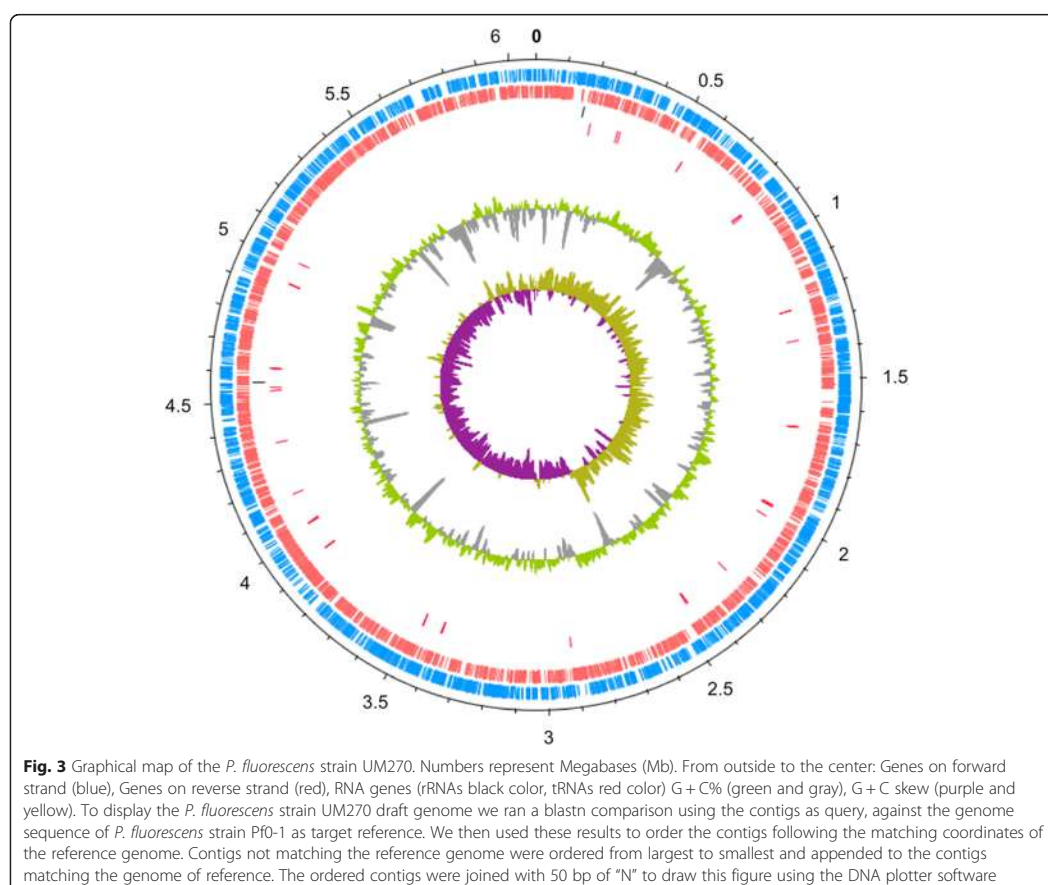 6 0
0.5
5.5
1
5
1.5
4.5
2
4
2.5
3.5
3
Fig. 3 Graphical map of the P. fluorescens strain UM270. Numbers represent Megabases (Mb). From outside to the center: Genes on forward
strand (blue), Genes on reverse strand (red), RNA genes (rRNAs black color, tRNAs red color) G + C% (green and gray), G + C skew (purple and
yellow). To display the P. fluorescens strain UM270 draft genome we ran a blastn comparison using the contigs as query, against the genome
sequence of P. fluorescens strain Pf0-1 as target reference. We then used these results to order the contigs following the matching coordinates of
the reference genome. Contigs not matching the reference genome were ordered from largest to smallest and appended to the contigs
matching the genome of reference. The ordered contigs were joined with 50 bp of “N” to draw this figure using the DNA plotter software